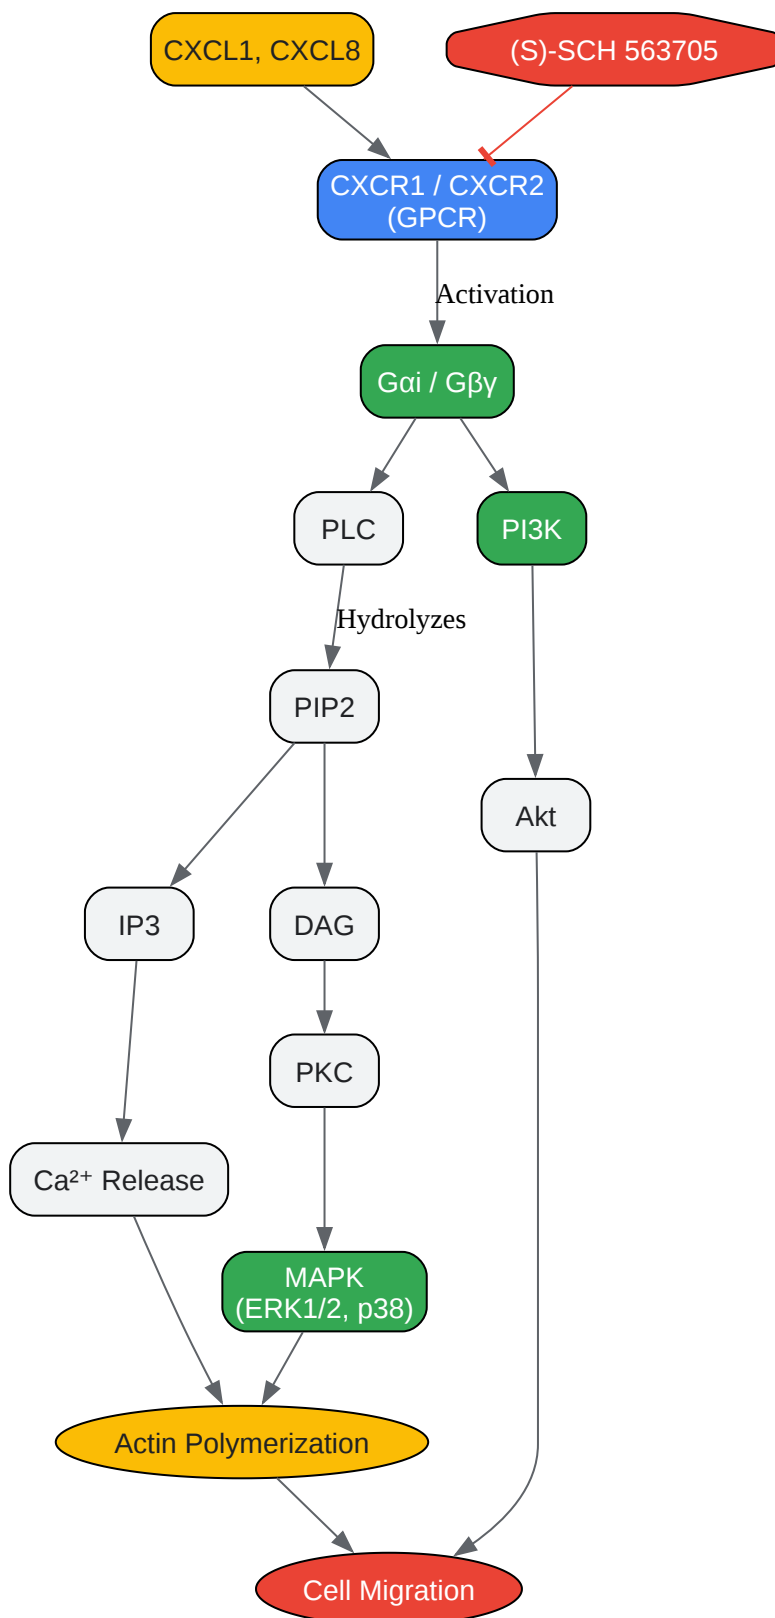 CXCL1, CXCL8
(S)-SCH 563705
CXCR1 / CXCR2
(GPCR)
Activation
Gαi / Gβγ
PLC
PI3K
Hydrolyzes
PIP2
Akt
IP3
DAG
PKC
Ca²⁺ Release
MAPK
(ERK1/2, p38)
Actin Polymerization
Cell Migration